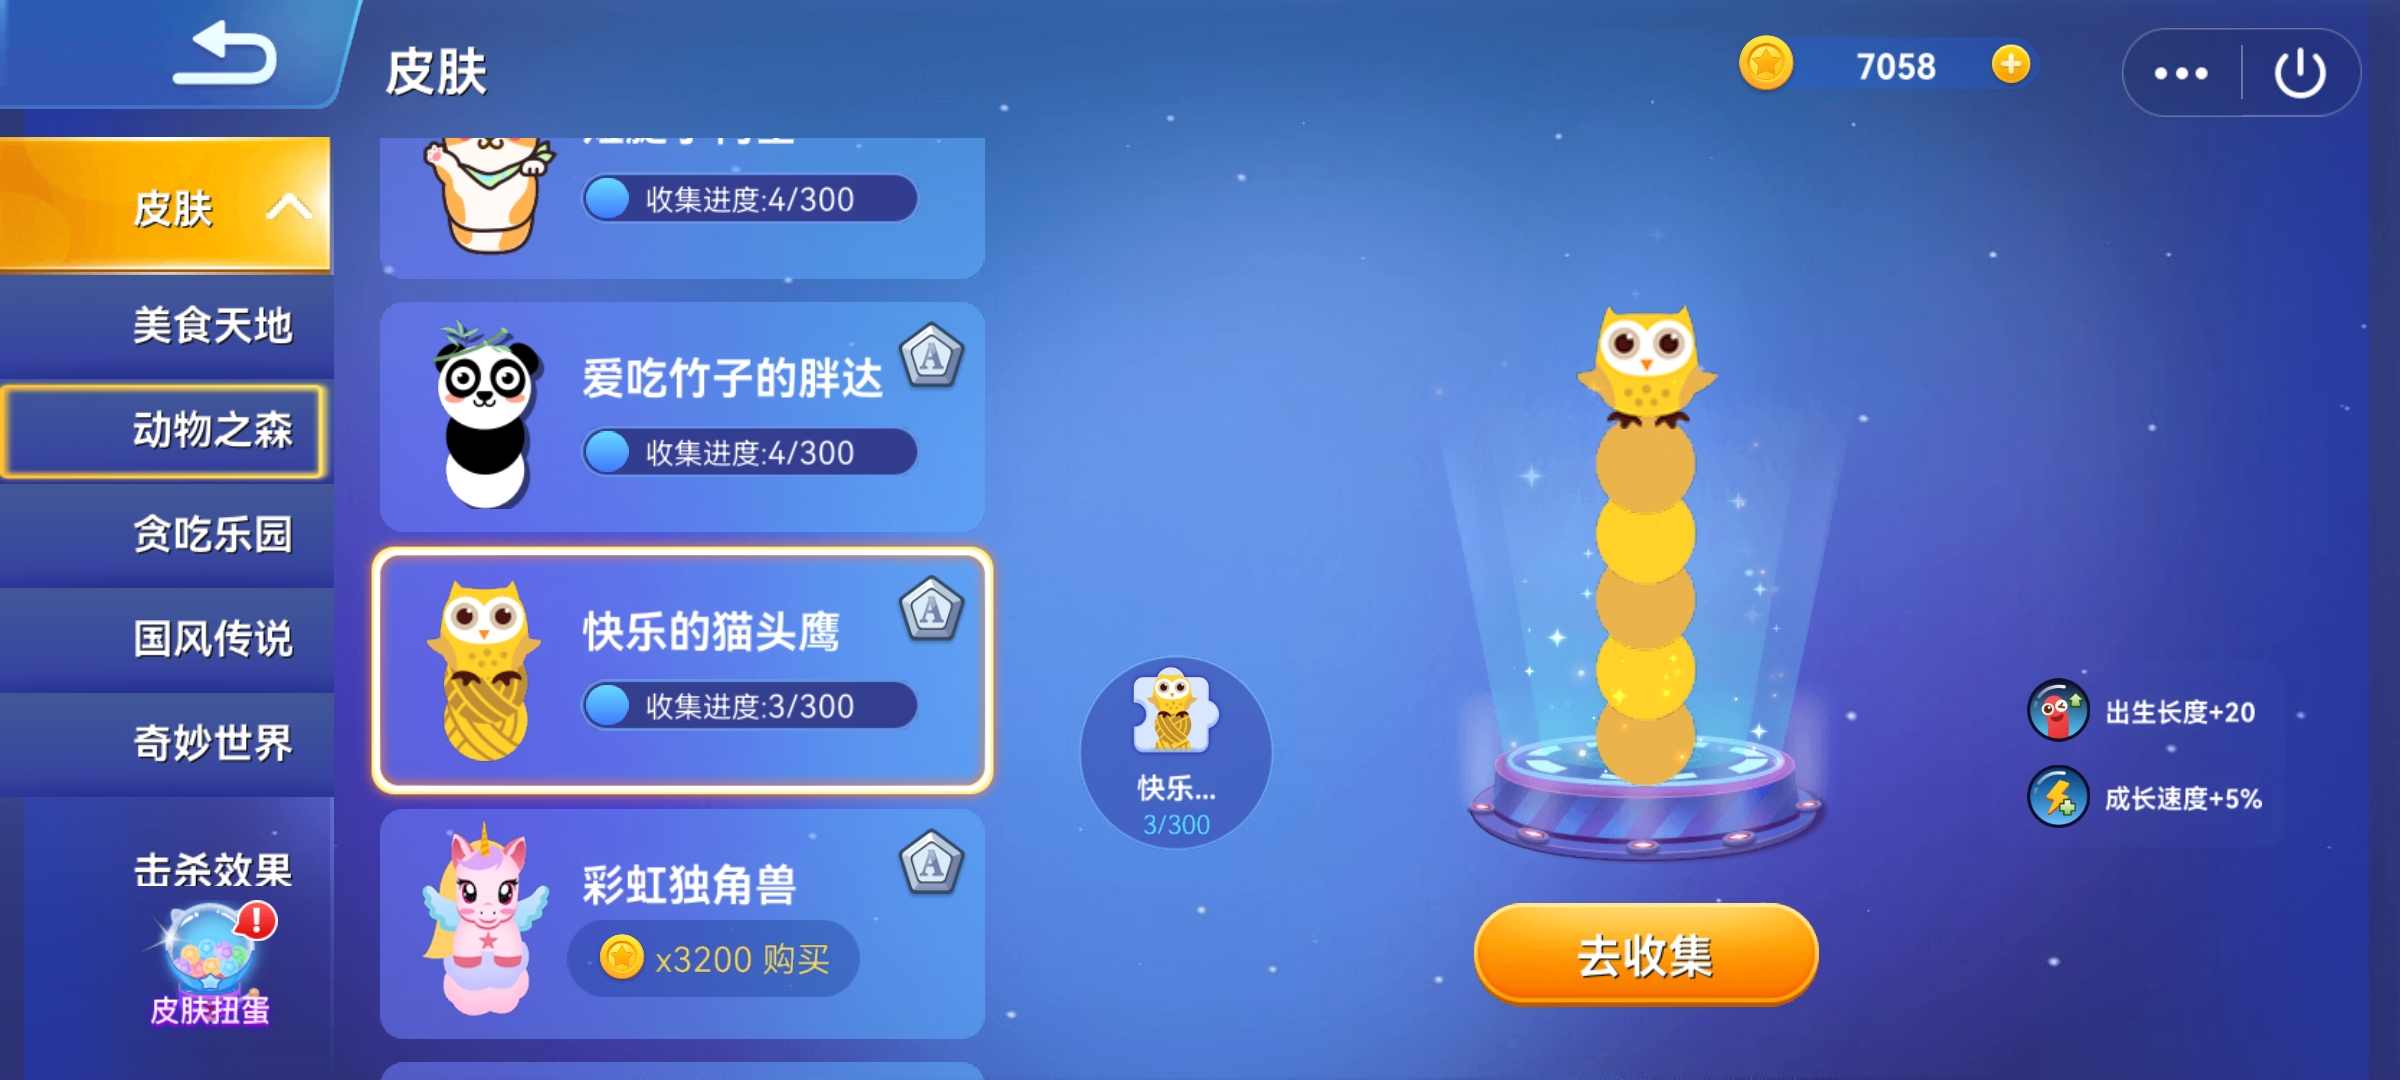 皮肤
7058
皮肤
美食天地
动物之森
贪吃乐园
国风传说
奇妙世界
击杀效果
皮肤扭蛋
收集进度:4/300
爱吃竹子的胖达
A
收集进度:4/300
快乐的猫头鹰
A
收集进度:3/300
彩虹独角兽
A
x3200 购买
快乐...
3/300
出生长度+20
成长速度+5%
去收集